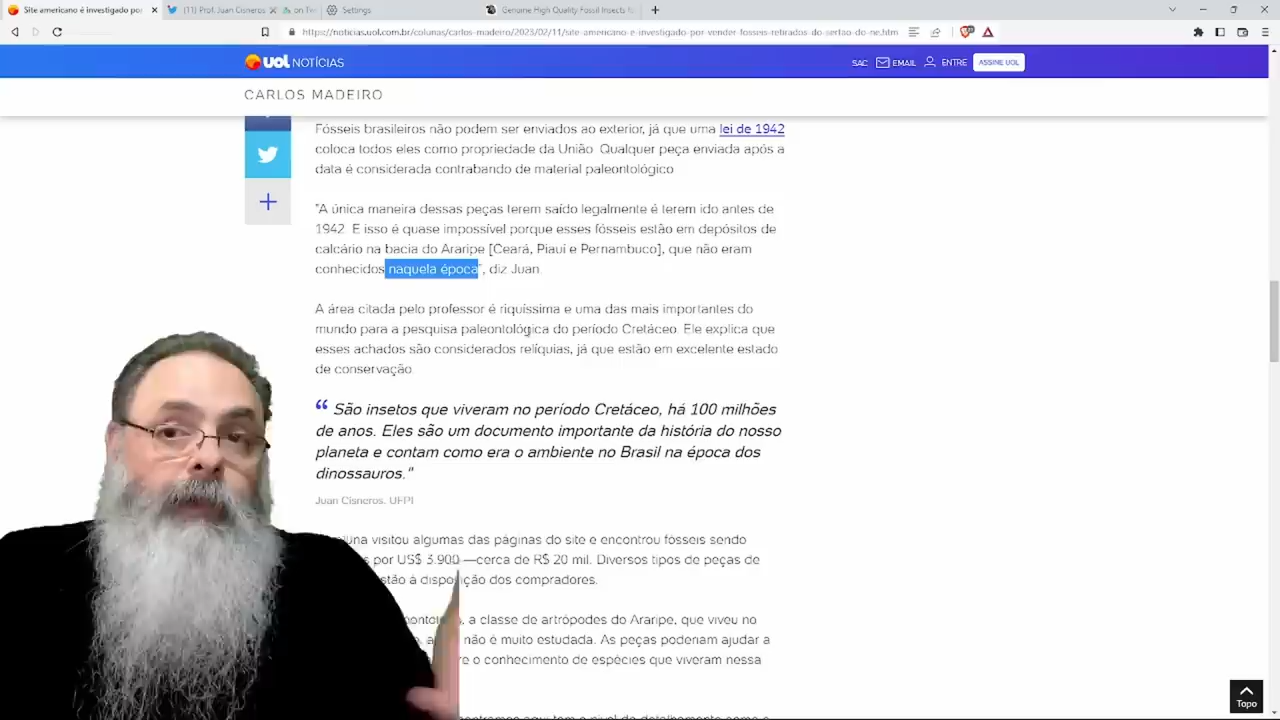 Site americano é investigado por
[1] Prof. Juan Cisneros
on Tw
Settings
Genuine High Quality Fossil Insects f
https://noticias.uol.com.br/colunas/carlos-madeiro/2023/02/11/site-americano-e-investigado-por-vender-fosseis-retirados-do-sertao-do-ne.htm
uol NOTÍCIAS
SAC
EMAIL
ENTRE
ASSINE UOL
CARLOS MADEIRO
Fósseis brasileiros não podem ser enviados ao exterior, já que uma lei de 1942
coloca todos eles como propriedade da União. Qualquer peça enviada após a
data é considerada contrabando de material paleontológico
"A única maneira dessas peças terem saído legalmente é terem ido antes de
1942. E isso é quase impossível porque esses fósseis estão em depósitos de
calcário na bacia do Araripe [Ceará, Piauí e Pernambuco], que não eram
conhecidos naquela época", diz Juan.
A área citada pelo professor é riquíssima e uma das mais importantes do
mundo para a pesquisa paleontológica do período Cretáceo. Ele explica que
esses achados são considerados relíquias, já que estão em excelente estado
de conservação.
“ São insetos que viveram no período Cretáceo, há 100 milhões
de anos. Eles são um documento importante da história do nosso
planeta e contam como era o ambiente no Brasil na época dos
dinossauros."
Juan Cisneros, UFPI
visitou algumas das páginas do site e encontrou fósseis sendo
por US$ 3.900 —cerca de R$ 20 mil. Diversos tipos de peças de
estão à disposição dos compradores.
a classe de artrópodes do Araripe, que viveu no
não é muito estudada. As peças poderiam ajudar a
o conhecimento de espécies que viveram nessa
Topo